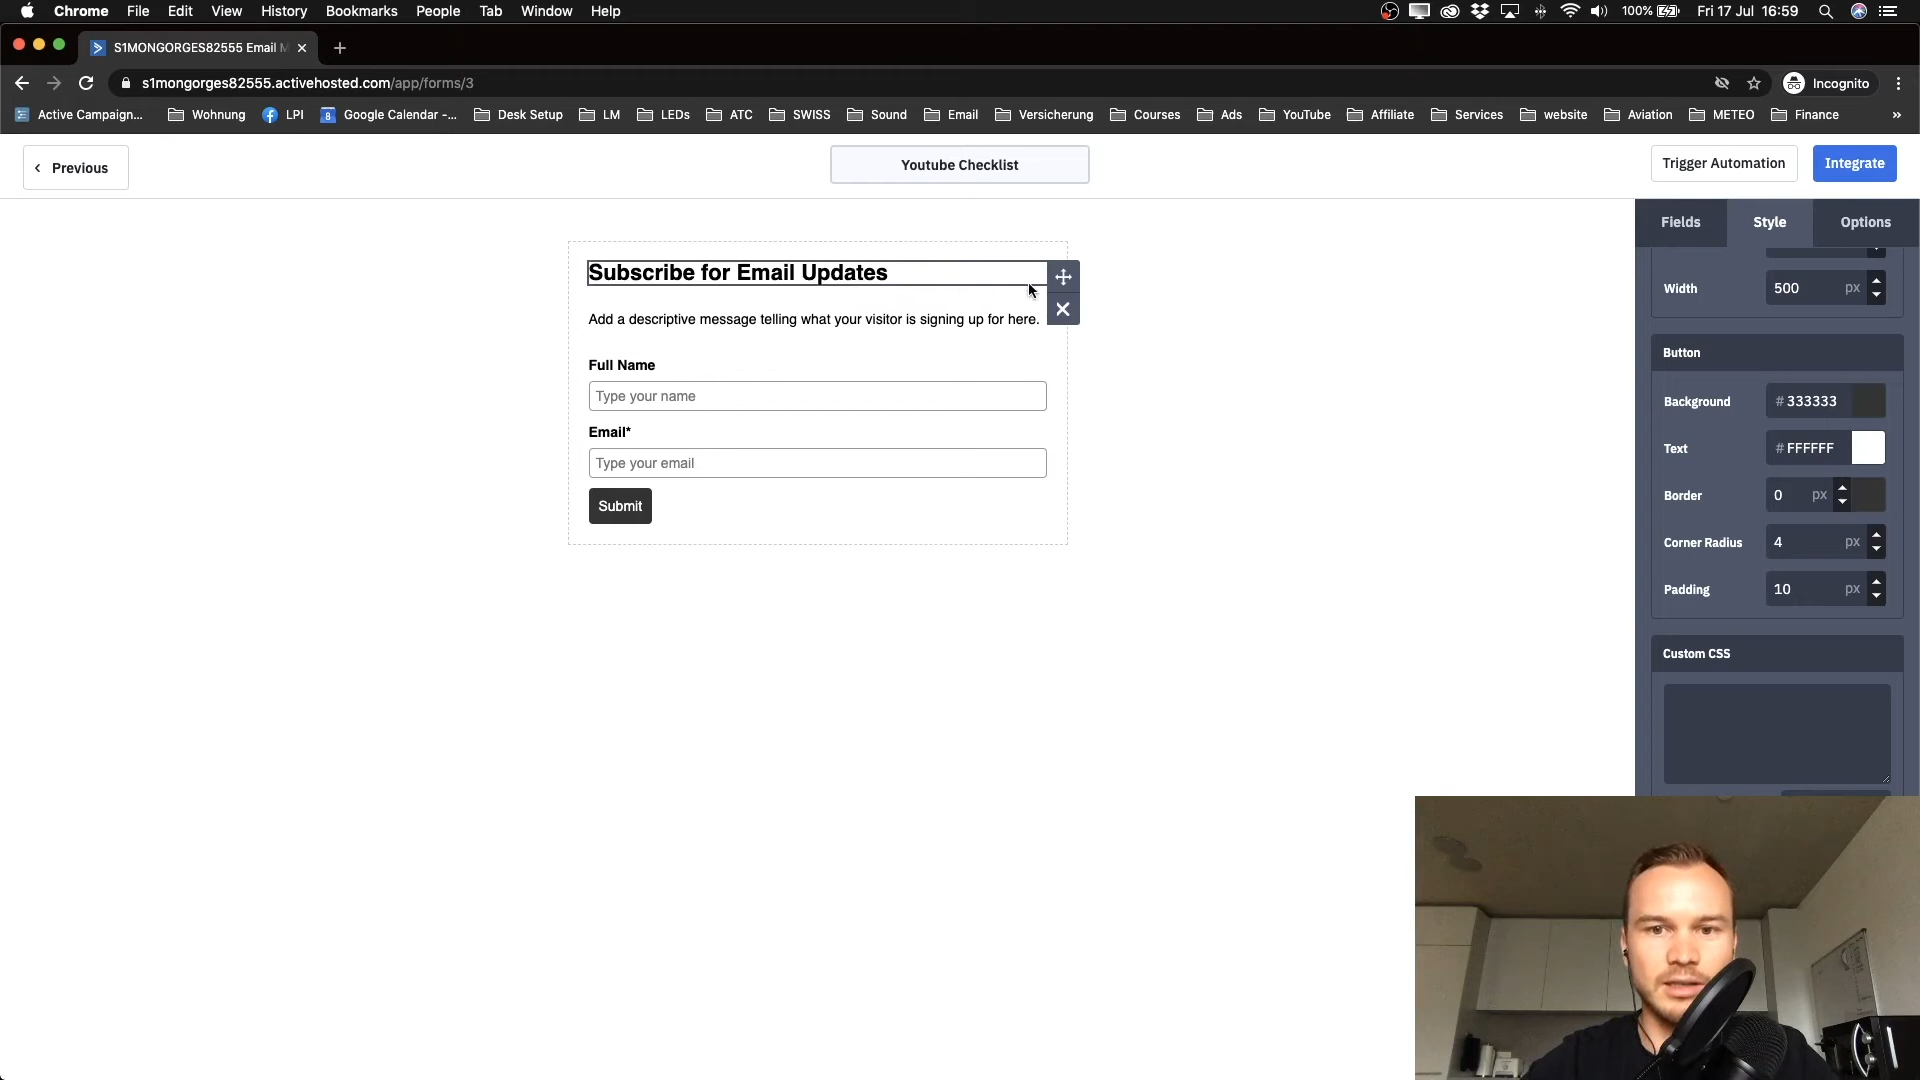 Chrome File Edit View History Bookmarks People Tab Window Help 100% Fri 17 Jul 16:59
S1MONGORGES82555 Email M
s1mongorges82555.activehosted.com/app/forms/3 Incognito
Active Campaign... Wohnung LPI 8 Google Calendar -... Desk Setup LM LEDs ATC SWISS Sound Email Versicherung Courses Ads YouTube Affiliate Services website Aviation METEO Finance »
Previous Youtube Checklist Trigger Automation Integrate
Fields Style Options
Subscribe for Email Updates
Add a descriptive message telling what your visitor is signing up for here.
Full Name
Type your name
Email*
Type your email
Submit
Width 500 px
Button
Background # 333333
Text # FFFFFF
Border 0 px
Corner Radius 4 px
Padding 10 px
Custom CSS